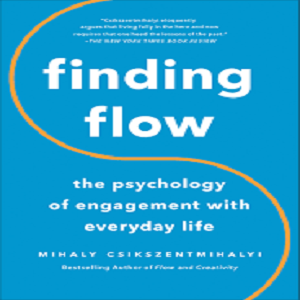 "Csikszentmihalyi eloquently
argues that living fully in the here and now
requires that one heed the lessons of the past."
—THE NEW YORK TIMES BOOK REVIEW
finding
flow
the psychology
of engagement with
everyday life
MIHALY CSIKSZENTMIHALYI
Bestselling Author of Flow and Creativity